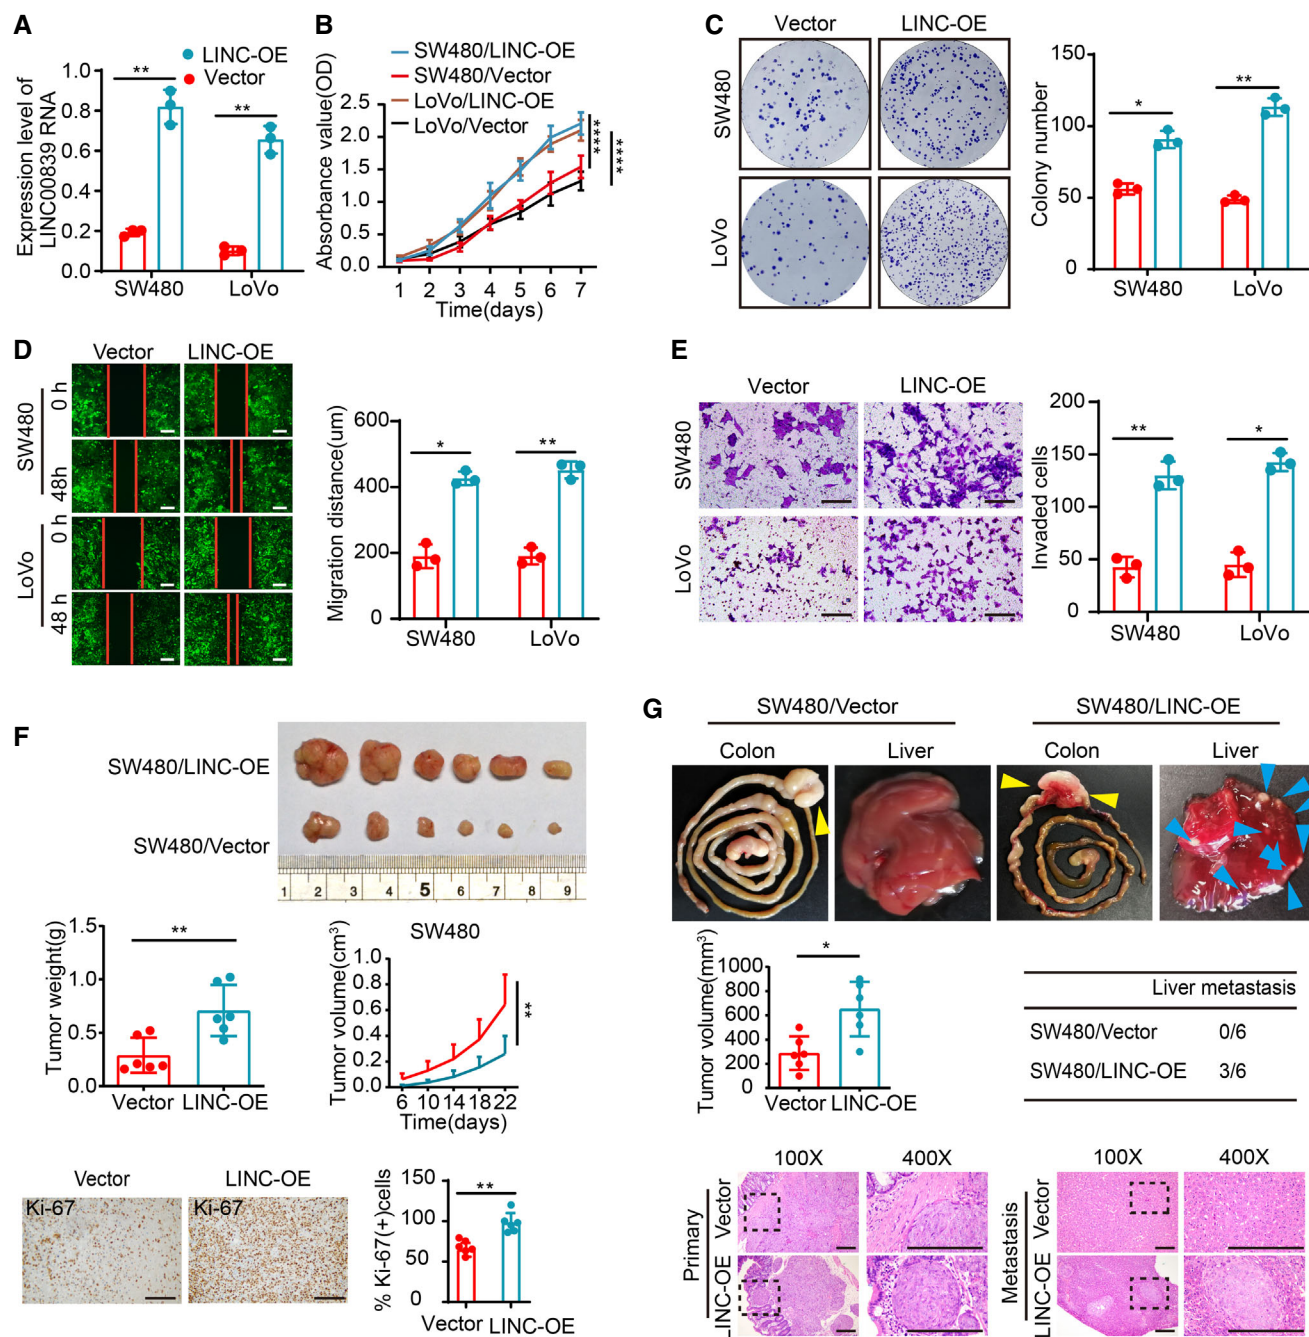 A
LINC-OE
Vector
Expression level of
LINC00839 RNA
1.0
0.8
0.6
0.4
0.2
0.0
**
**
SW480
LoVo
B
SW480/LINC-OE
SW480/Vector
LoVo/LINC-OE
LoVo/Vector
Absorbance value(OD)
2.5
2.0
1.5
1.0
0.5
0.0
****
****
1 2 3 4 5 6 7
Time(days)
C
Vector
LINC-OE
SW480
LoVo
Colony number
150
100
50
0
*
**
SW480
LoVo
D
Vector
LINC-OE
SW480
0 h
48h
LoVo
0 h
48 h
Migration distance(um)
600
400
200
0
*
**
SW480
LoVo
E
Vector
LINC-OE
SW480
LoVo
Invaded cells
200
150
100
50
0
**
*
SW480
LoVo
F
SW480/LINC-OE
SW480/Vector
1 2 3 4 5 6 7 8 9
Tumor weight(g)
1.5
1.0
0.5
0.0
**
Vector LINC-OE
SW480
Tumor volume(cm³)
1.0
0.8
0.6
0.4
0.2
0.0
**
6 10 14 18 22
Time(days)
Vector
LINC-OE
Ki-67
Ki-67
% Ki-67(+)cells
150
100
50
0
**
Vector
LINC-OE
G
SW480/Vector
SW480/LINC-OE
Colon
Liver
Colon
Liver
Tumor volume(mm³)
1000
800
600
400
200
0
*
Vector LINC-OE
Liver metastasis
SW480/Vector 0/6
SW480/LINC-OE 3/6
100X
400X
Primary
Vector
LINC-OE
100X
400X
Metastasis
Vector
LINC-OE